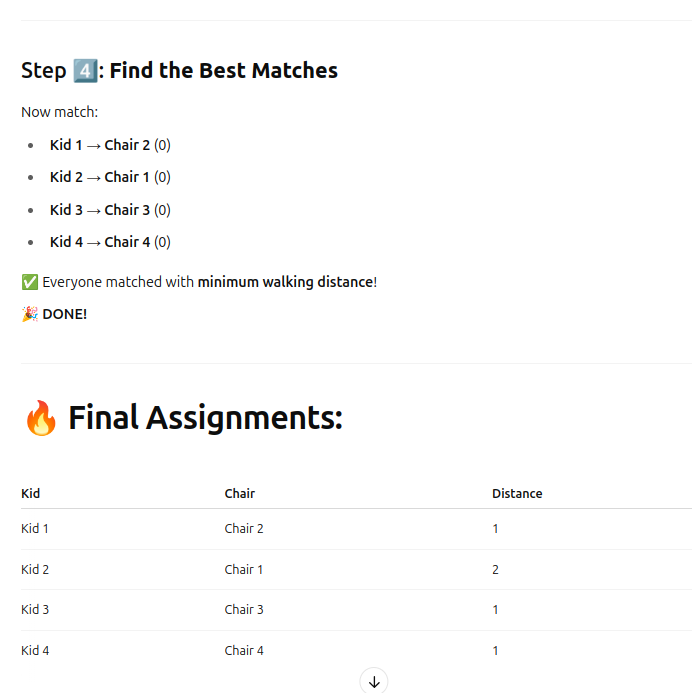 Step 4️⃣: Find the Best Matches
Now match:
• Kid 1 → Chair 2 (0)
• Kid 2 → Chair 1 (0)
• Kid 3 → Chair 3 (0)
• Kid 4 → Chair 4 (0)
✅ Everyone matched with minimum walking distance!
🎉 DONE!
🔥 Final Assignments:
Kid Chair Distance
Kid 1 Chair 2 1
Kid 2 Chair 1 2
Kid 3 Chair 3 1
Kid 4 Chair 4 1